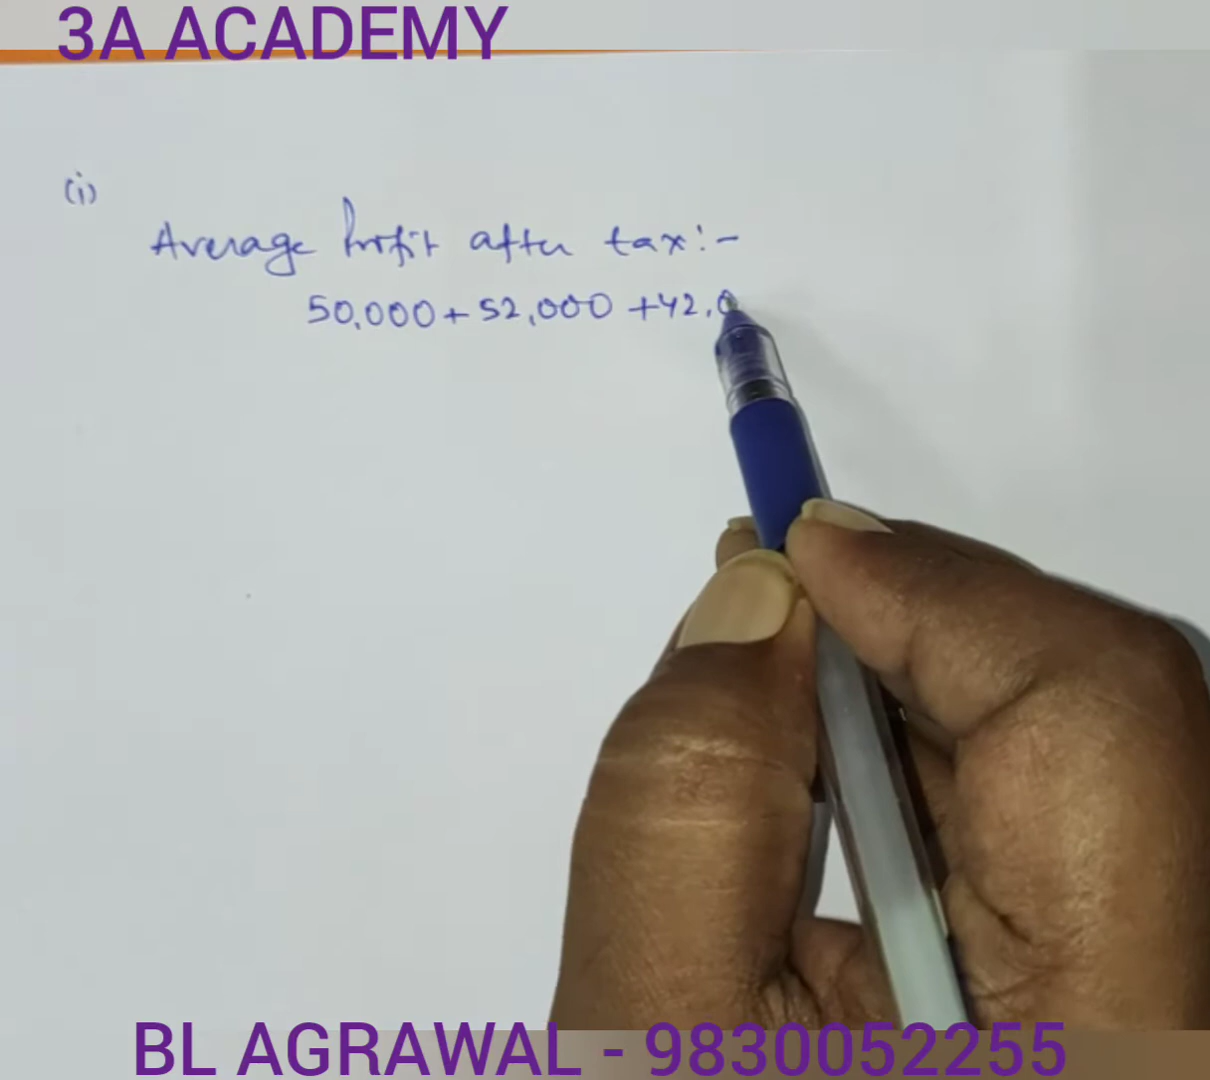 3A ACADEMY
(i)
Average Profit after tax:-
50,000+52,000+42,0
BL AGRAWAL - 9830052255